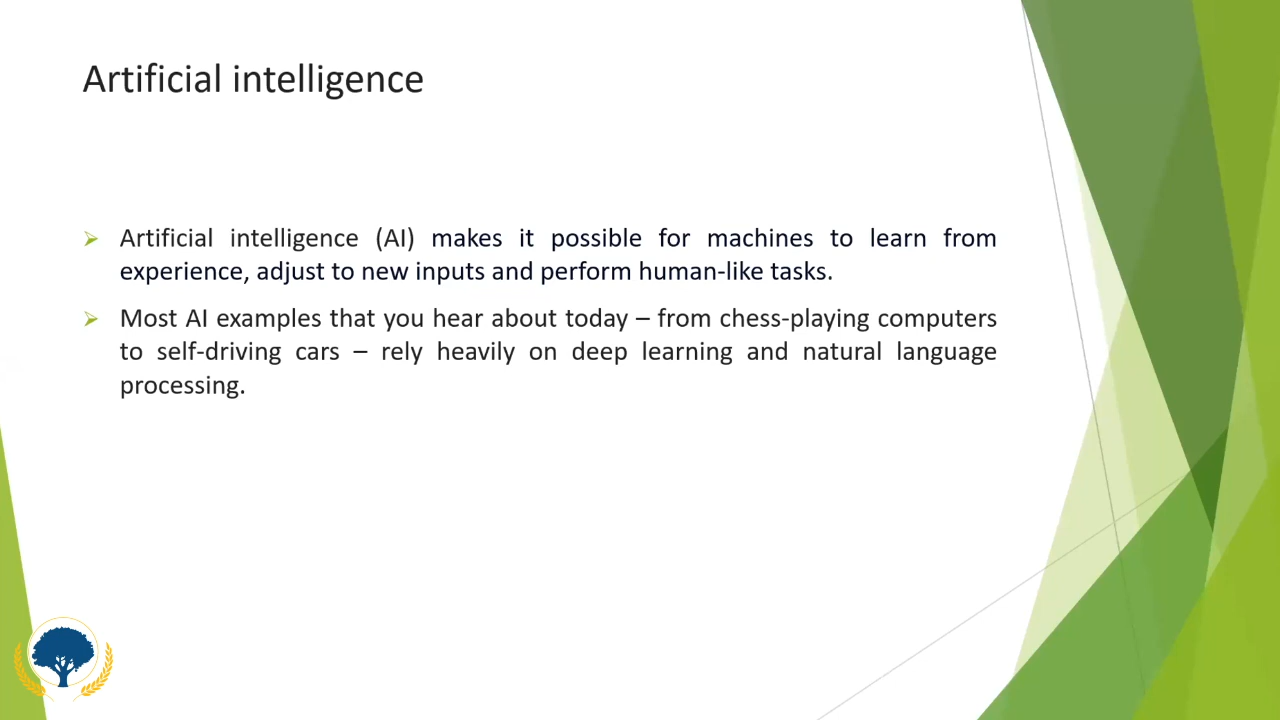 Artificial intelligence
Artificial intelligence (AI) makes it possible for machines to learn from
experience, adjust to new inputs and perform human-like tasks.
Most AI examples that you hear about today – from chess-playing computers
to self-driving cars – rely heavily on deep learning and natural language
processing.